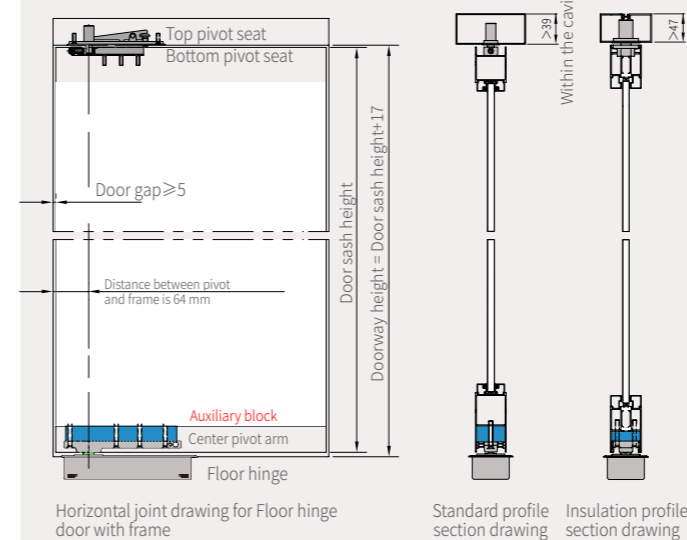 Top pivot seat
Bottom pivot seat
Door gap≥5
Distance between pivot
and frame is 64 mm
Door sash height
Doorway height = Door sash height+17
Auxiliary block
Center pivot arm
Floor hinge
Horizontal joint drawing for Floor hinge
door with frame
>39
Within the cavi
>47
Standard profile
section drawing
Insulation profile
section drawing